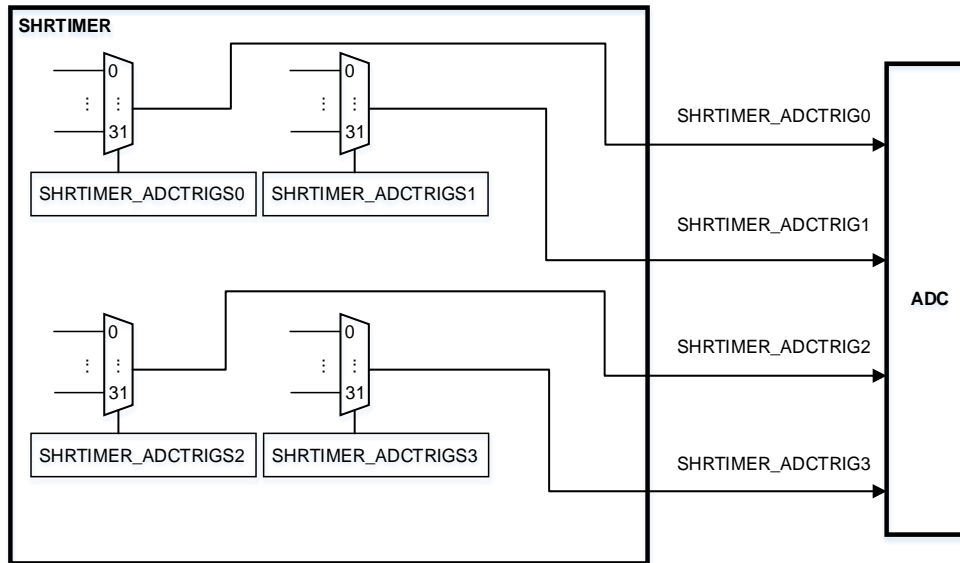 SHRTIMER
0
0
⋮ ⋮
⋮ ⋮
31
31
SHRTIMER_ADCTRIGS0
SHRTIMER_ADCTRIGS1
SHRTIMER_ADCTRIG0
SHRTIMER_ADCTRIG1
ADC
0
0
⋮ ⋮
⋮ ⋮
31
31
SHRTIMER_ADCTRIGS2
SHRTIMER_ADCTRIGS3
SHRTIMER_ADCTRIG2
SHRTIMER_ADCTRIG3